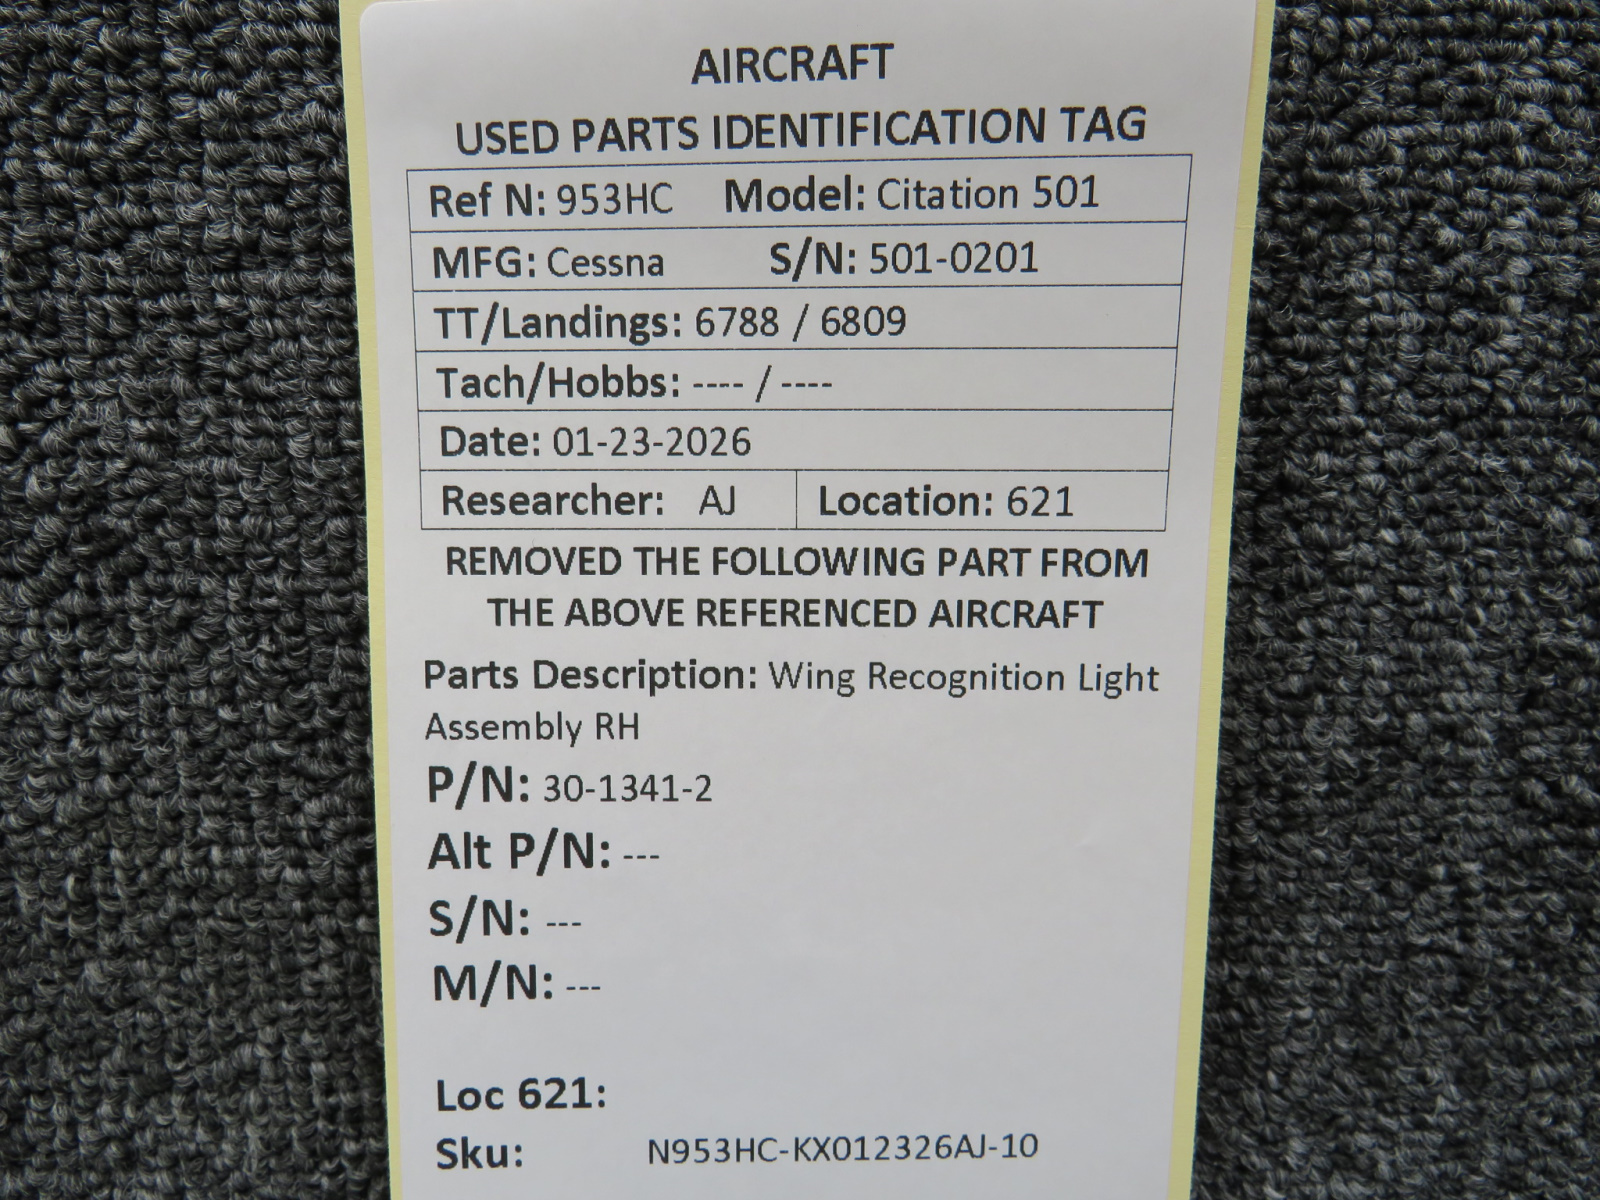 AIRCRAFT
USED PARTS IDENTIFICATION TAG
Ref N: 953HC Model: Citation 501
MFG: Cessna S/N: 501-0201
TT/Landings: 6788 / 6809
Tach/Hobbs: ---- / ----
Date: 01-23-2026
Researcher: AJ Location: 621
REMOVED THE FOLLOWING PART FROM
THE ABOVE REFERENCED AIRCRAFT
Parts Description: Wing Recognition Light
Assembly RH
P/N: 30-1341-2
Alt P/N: ---
S/N: ---
M/N: ---
Loc 621:
Sku: N953HC-KX012326AJ-10